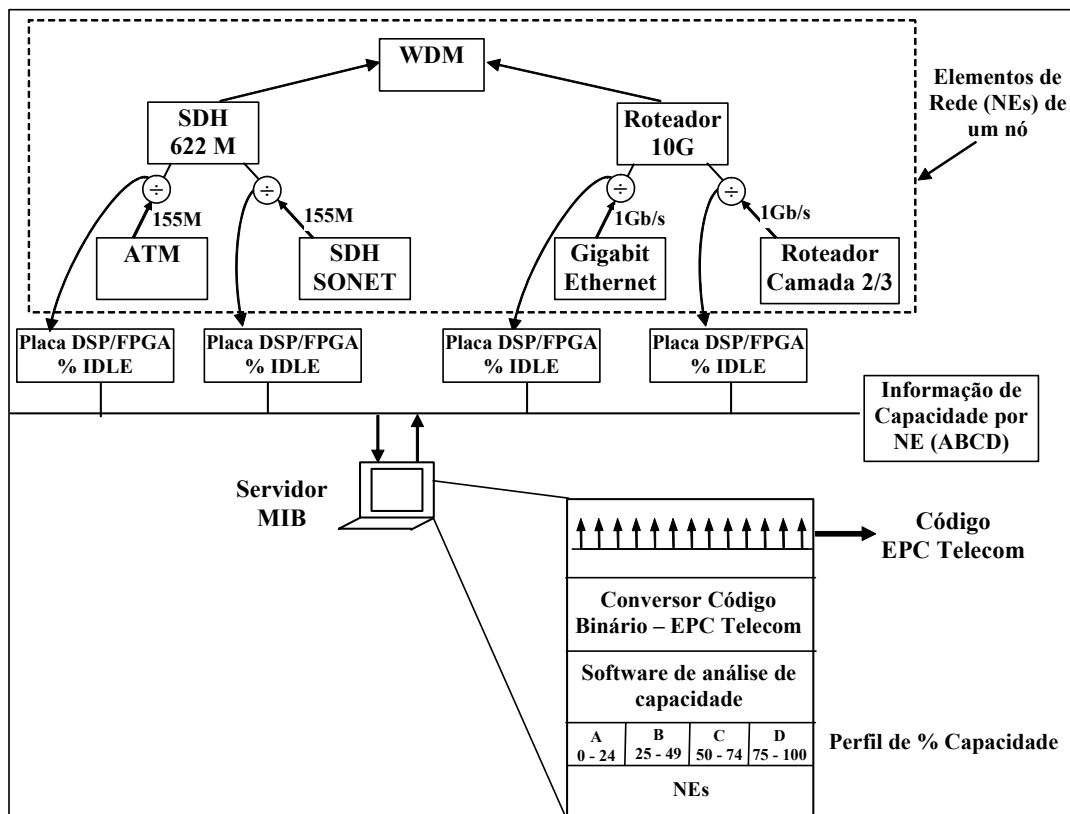 WDM
Elementos de
Rede (NEs) de
um nó
SDH
622 M
Roteador
10G
÷
÷
÷
÷
155M
155M
1Gb/s
1Gb/s
ATM
SDH
SONET
Gigabit
Ethernet
Roteador
Camada 2/3
Placa DSP/FPGA
% IDLE
Placa DSP/FPGA
% IDLE
Placa DSP/FPGA
% IDLE
Placa DSP/FPGA
% IDLE
Informação de
Capacidade por
NE (ABCD)
Servidor
MIB
Código
EPC Telecom
Conversor Código
Binário – EPC Telecom
Software de análise de
capacidade
A
0 - 24
B
25 - 49
C
50 - 74
D
75 - 100
Perfil de % Capacidade
NEs